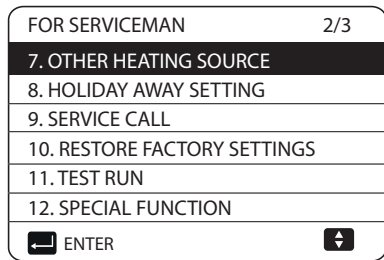 FOR SERVICEMAN 2/3
7. OTHER HEATING SOURCE
8. HOLIDAY AWAY SETTING
9. SERVICE CALL
10. RESTORE FACTORY SETTINGS
11. TEST RUN
12. SPECIAL FUNCTION
ENTER